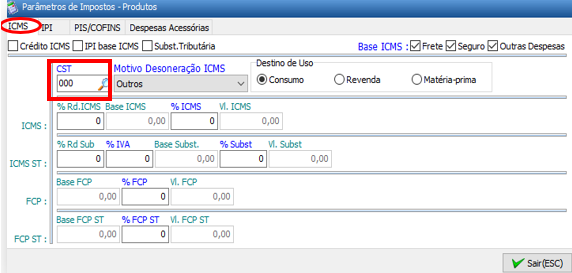 Parâmetros de Impostos - Produtos
ICMS IPI PIS/COFINS Despesas Acessórias
Crédito ICMS IPI base ICMS Subst.Tributária Base ICMS : Frete Seguro Outras Despesas
CST Motivo Desoneração ICMS Destino de Uso
000 Outros Consumo Revenda Matéria-prima
% Rd.ICMS Base ICMS % ICMS Vl. ICMS
ICMS : 0 0,00 0 0,00
% Rd Sub % IVA Base Subst. % Subst Vl. Subst
ICMS ST : 0 0 0,00 0 0,00
Base FCP % FCP Vl. FCP
FCP : 0,00 0 0,00
Base FCP ST % FCP ST Vl. FCP ST
FCP ST : 0,00 0 0,00
Sair(ESC)